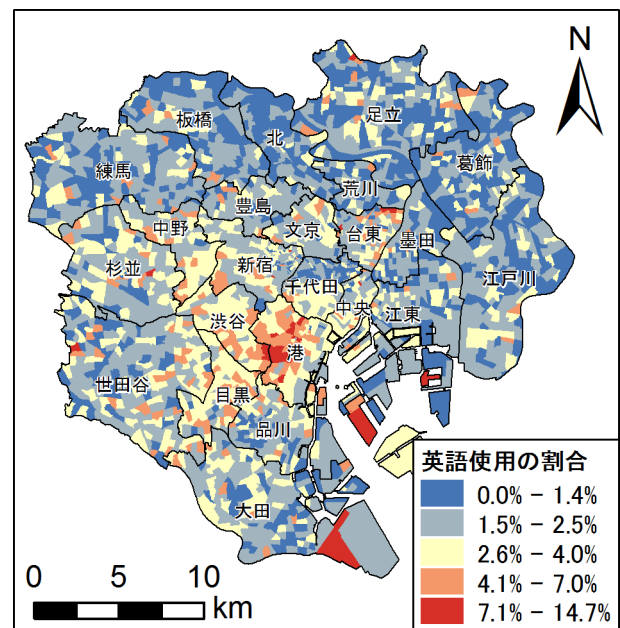 N
足立
板橋
北
葛飾
練馬
荒川
豊島
中野
文京
台東
墨田
杉並
新宿
江戸川
千代田
中央
江東
渋谷
港
世田谷
目黒
品川
大田
英語使用の割合
0.0% - 1.4%
1.5% - 2.5%
2.6% - 4.0%
4.1% - 7.0%
7.1% - 14.7%
0 5 10
km